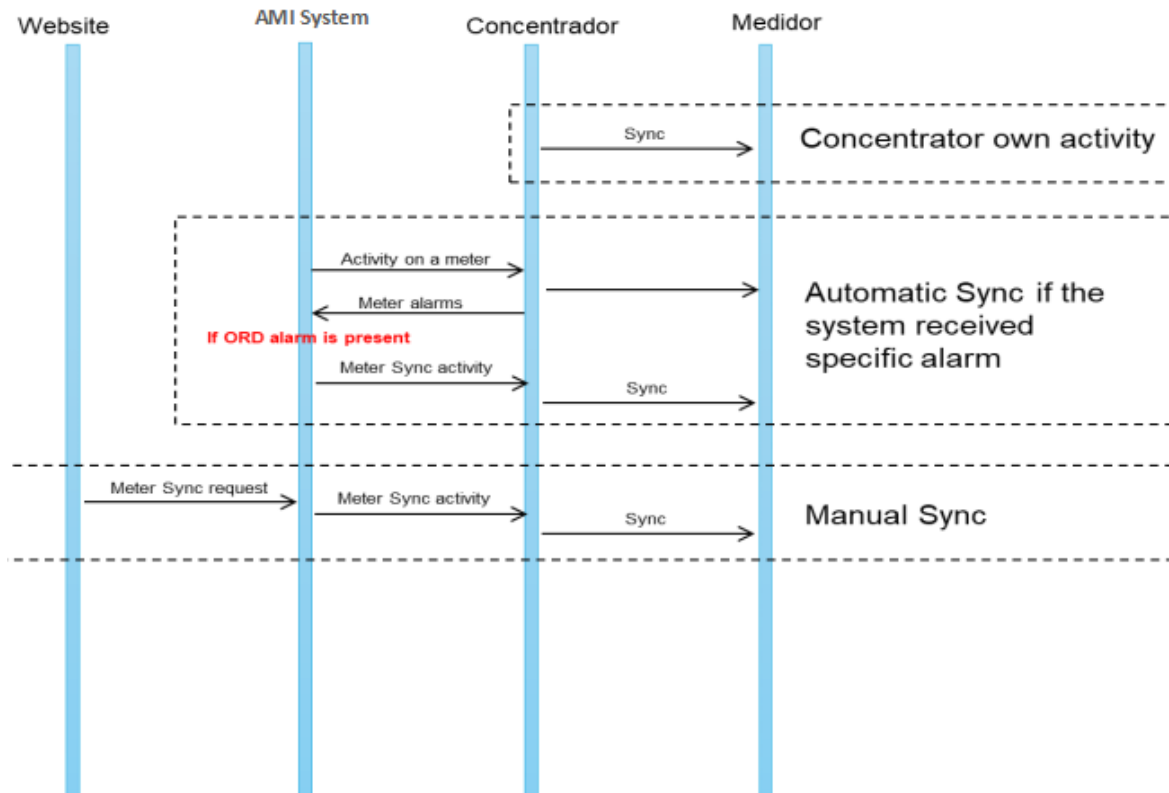 Website
AMI System
Concentrador
Medidor
Sync
Concentrator own activity
Activity on a meter
Meter alarms
If ORD alarm is present
Meter Sync activity
Sync
Automatic Sync if the
system received
specific alarm
Meter Sync request
Meter Sync activity
Sync
Manual Sync